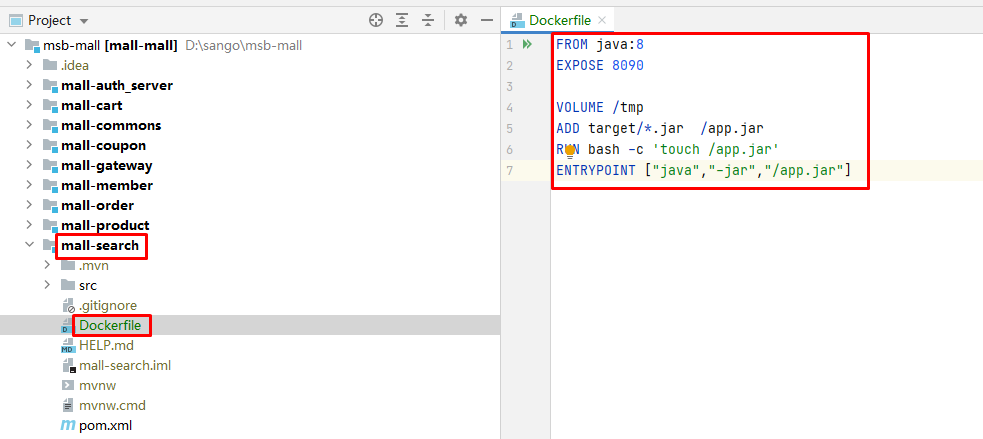 Project
msb-mall [mall-mall] D:\sango\msb-mall
.idea
mall-auth_server
mall-cart
mall-commons
mall-coupon
mall-gateway
mall-member
mall-order
mall-product
mall-search
.mvn
src
.gitignore
Dockerfile
HELP.md
mall-search.iml
mvnw
mvnw.cmd
pom.xml
Dockerfile
1 FROM java:8
2 EXPOSE 8090
3
4 VOLUME /tmp
5 ADD target/*.jar  /app.jar
6 RUN bash -c 'touch /app.jar'
7 ENTRYPOINT ["java","-jar","/app.jar"]